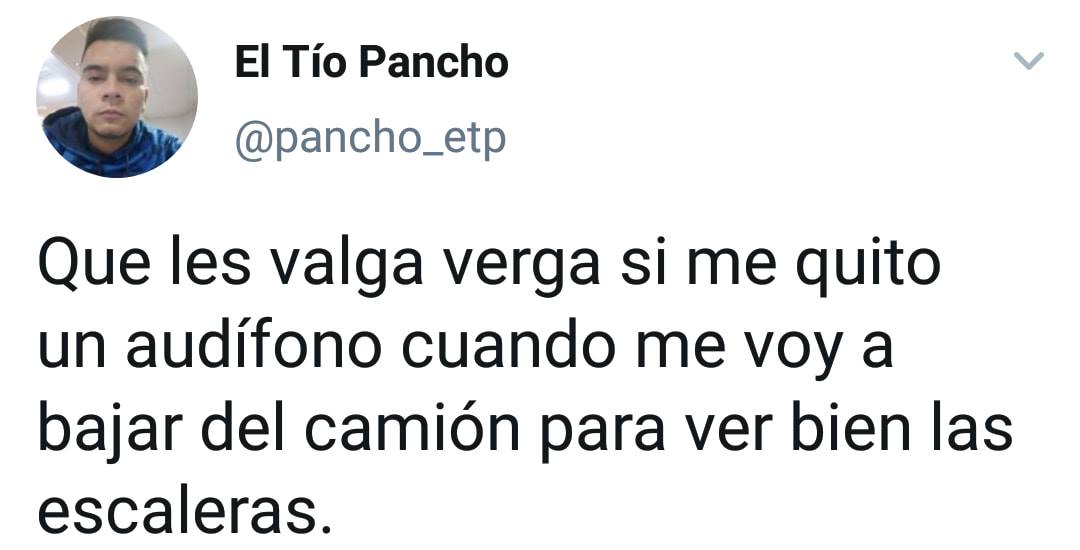 El Tío Pancho
@pancho_etp
Que les valga verga si me quito
un audífono cuando me voy a
bajar del camión para ver bien las
escaleras.